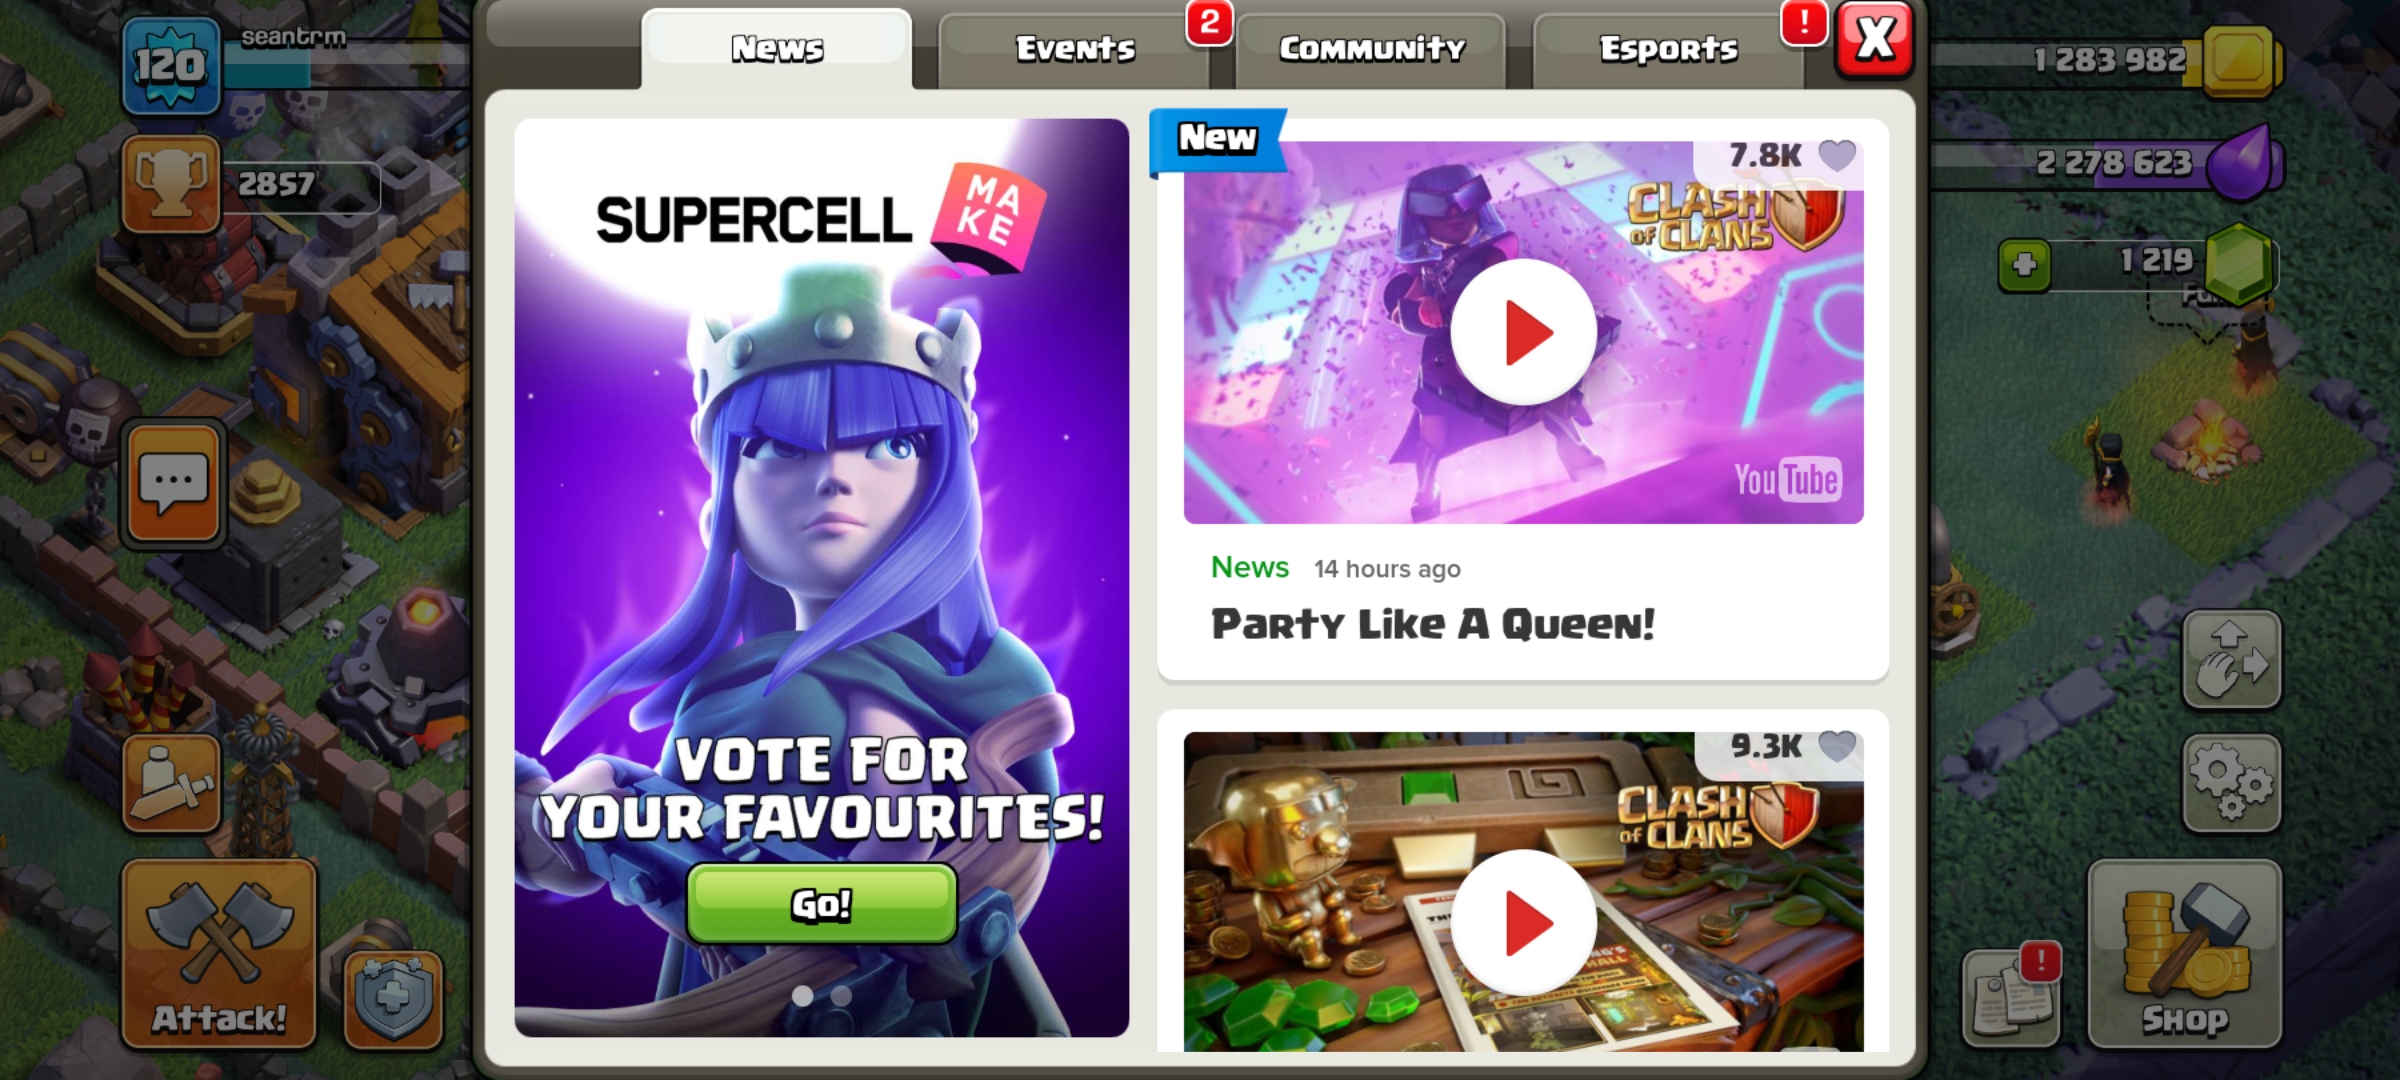 120
seantrm
2857
News
Events
2
Community
Esports
!
X
1 283 982
2 278 623
1 219
SUPERCELL
MA
KE
VOTE FOR
YOUR FAVOURITES!
Go!
New
7.8K
CLASH
OF CLANS
YouTube
News 14 hours ago
Party Like A Queen!
9.3K
CLASH
OF CLANS
Attack!
!
Shop